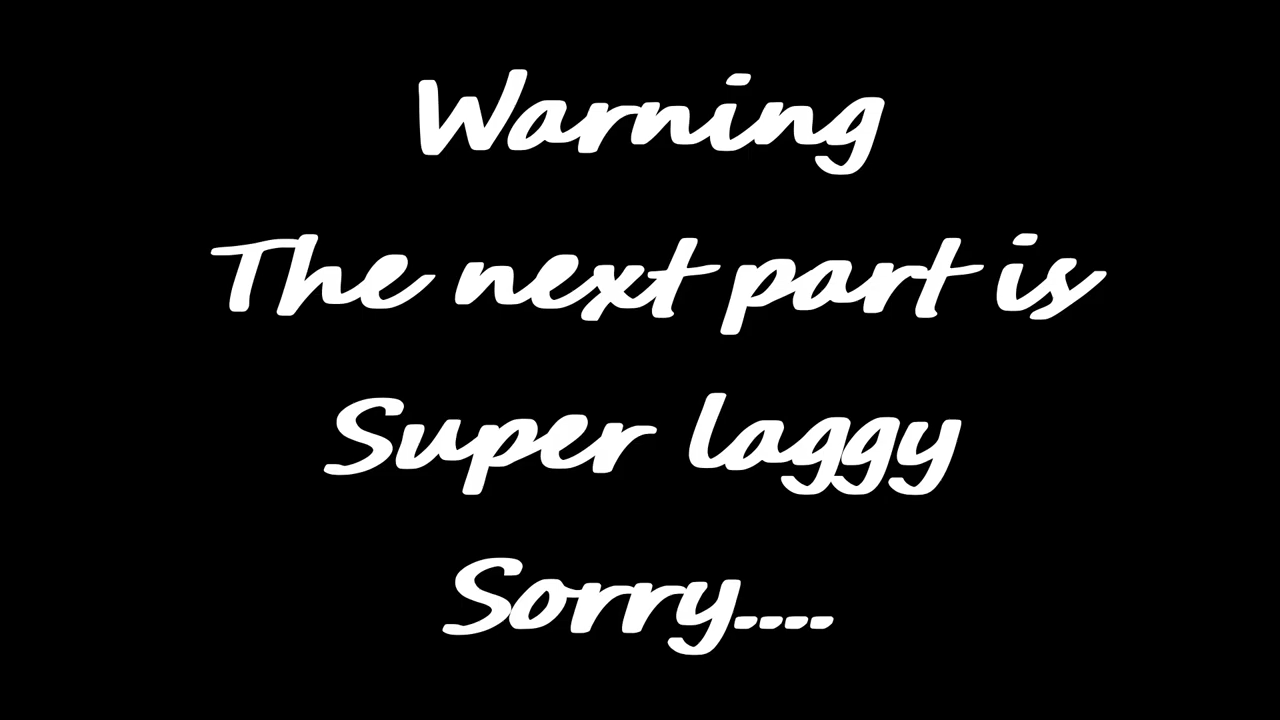 Warning
The next part is
Super laggy
Sorry....